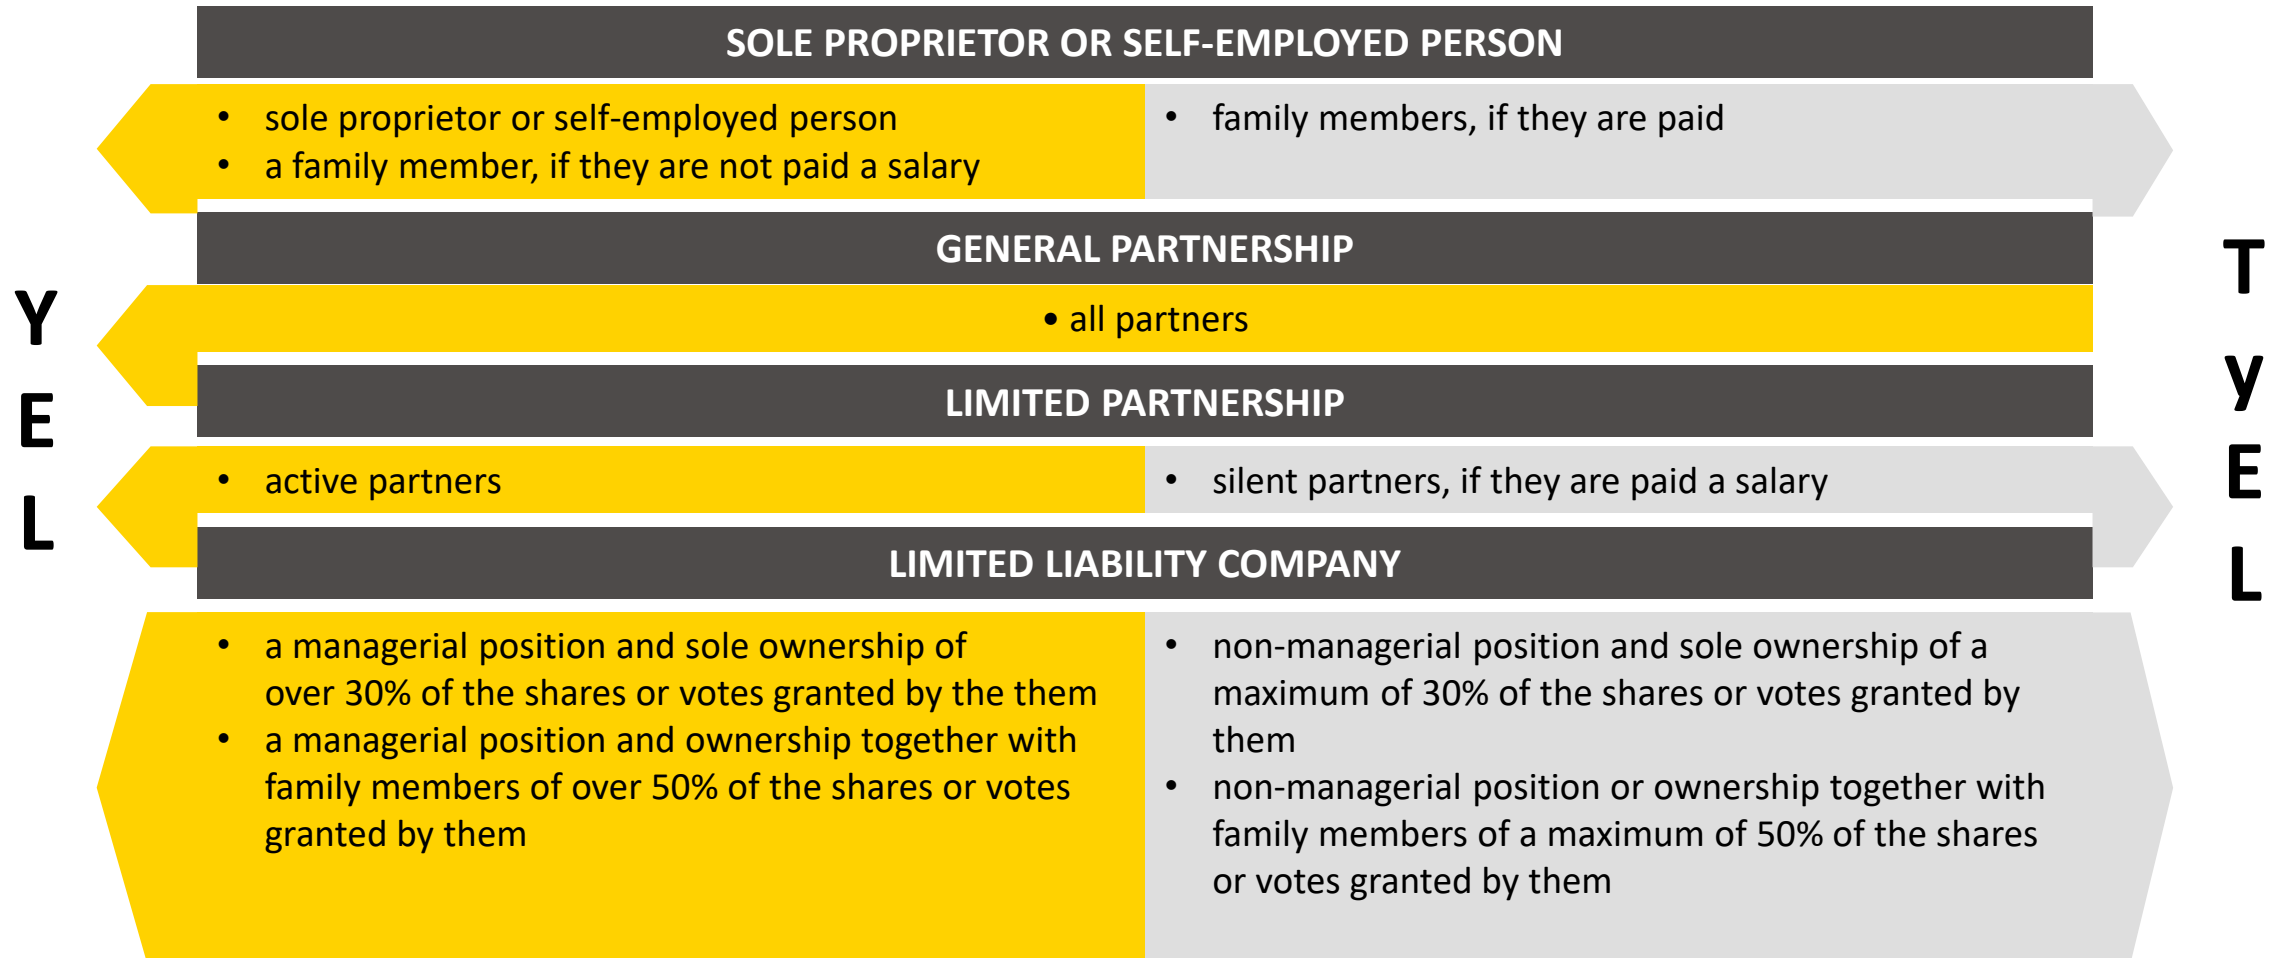 SOLE PROPRIETOR OR SELF-EMPLOYED PERSON
• sole proprietor or self-employed person
• a family member, if they are not paid a salary
• family members, if they are paid
GENERAL PARTNERSHIP
• all partners
LIMITED PARTNERSHIP
• active partners
• silent partners, if they are paid a salary
LIMITED LIABILITY COMPANY
• a managerial position and sole ownership of
over 30% of the shares or votes granted by the them
• a managerial position and ownership together with
family members of over 50% of the shares or votes
granted by them
• non-managerial position and sole ownership of a
maximum of 30% of the shares or votes granted by
them
• non-managerial position or ownership together with
family members of a maximum of 50% of the shares
or votes granted by them
Y
E
L
T
y
E
L